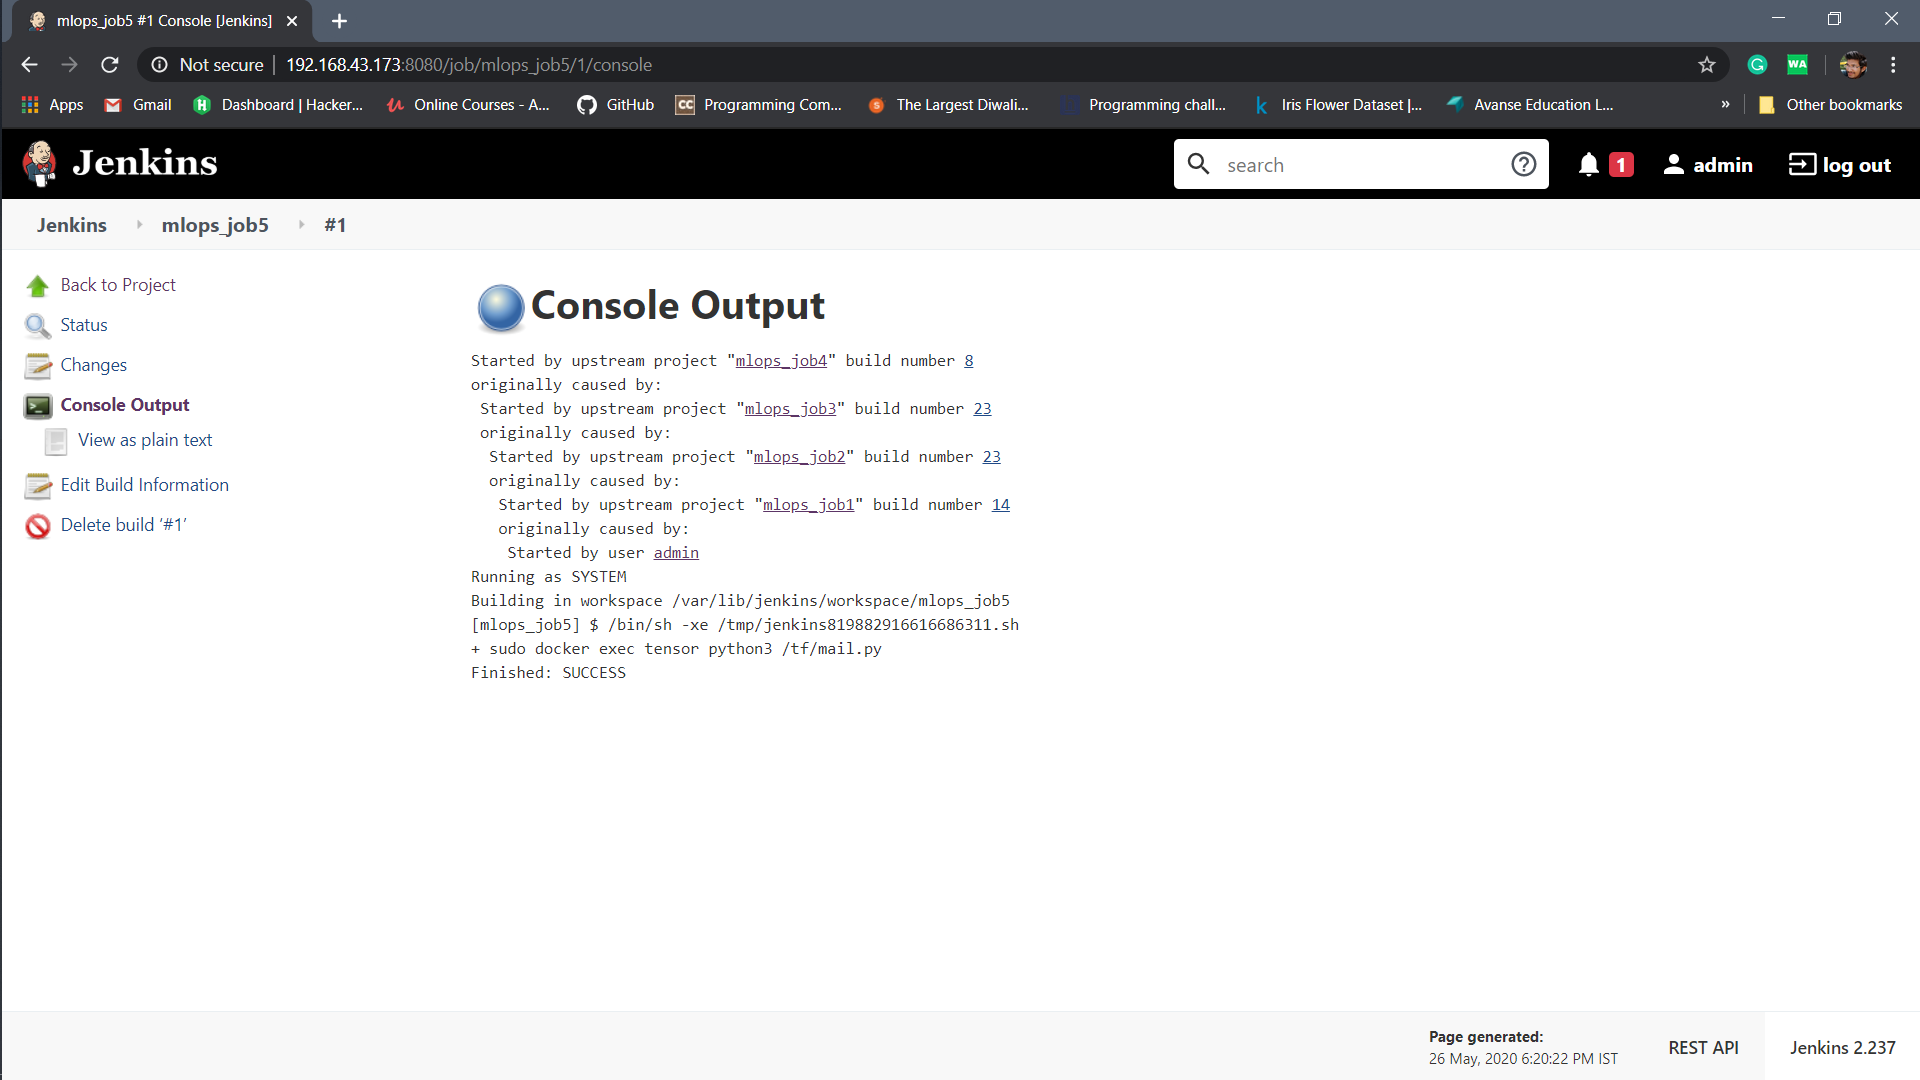 mlops_job5 #1 Console [Jenkins]
Not secure | 192.168.43.173:8080/job/mlops_job5/1/console
G
WA
Apps
Gmail
H
Dashboard | Hacker...
Online Courses - A...
GitHub
CC
Programming Com...
S
The Largest Diwali...
Programming chall...
k
Iris Flower Dataset |...
Avanse Education L...
»
Other bookmarks
Jenkins
search
?
1
admin
log out
Jenkins
mlops_job5
#1
Back to Project
Status
Changes
Console Output
View as plain text
Edit Build Information
Delete build ‘#1’
Console Output
Started by upstream project "mlops_job4" build number 8
originally caused by:
Started by upstream project "mlops_job3" build number 23
originally caused by:
Started by upstream project "mlops_job2" build number 23
originally caused by:
Started by upstream project "mlops_job1" build number 14
originally caused by:
Started by user admin
Running as SYSTEM
Building in workspace /var/lib/jenkins/workspace/mlops_job5
[mlops_job5] $ /bin/sh -xe /tmp/jenkins819882916616686311.sh
+ sudo docker exec tensor python3 /tf/mail.py
Finished: SUCCESS
Page generated:
26 May, 2020 6:20:22 PM IST
REST API
Jenkins 2.237